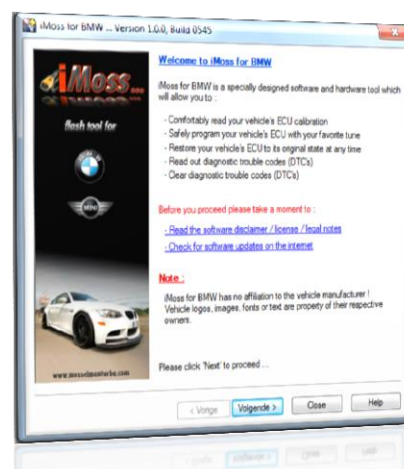 iMoss for BMW ... Version 1.0.0, Build 0545
iMoss...
flash tool for
MINI
www.mosselmanturbo.com
Welcome to iMoss for BMW
iMoss for BMW is a specially designed software and hardware tool which
will allow you to :
- Comfortably read your vehicle's ECU calibration
- Safely program your vehicle's ECU with your favorite tune
- Restore your vehicle's ECU to its original state at any time
- Read out diagnostic trouble codes (DTC's)
- Clear diagnostic trouble codes (DTC's)
Before you proceed please take a moment to :
- Read the software disclaimer / license / legal notes
- Check for software updates on the internet
Note :
iMoss for BMW has no affiliation to the vehicle manufacturer !
Vehicle logos, images, fonts or text are property of their respective
owners.
Please click 'Next' to proceed ...
< Vorige Volgende > Close Help